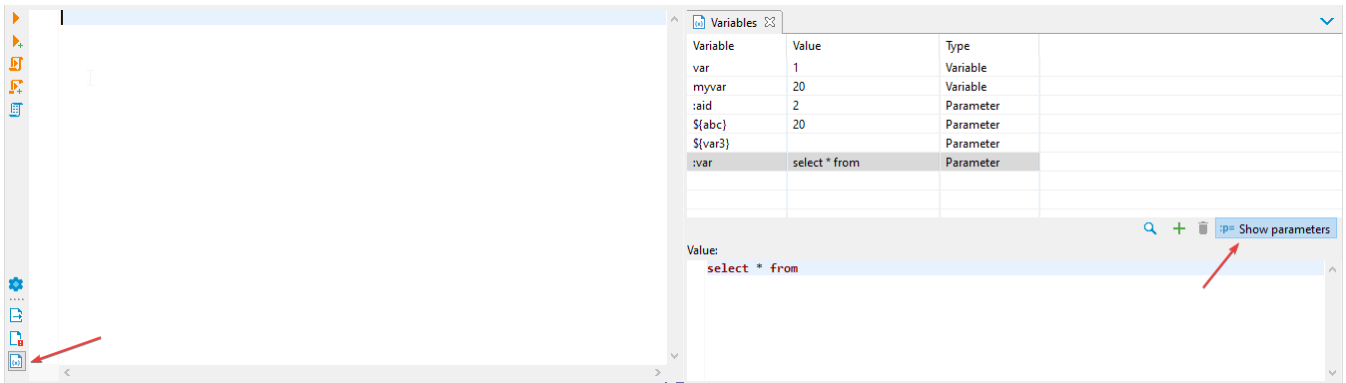 Variables
Variable Value Type
var 1 Variable
myvar 20 Variable
:aid 2 Parameter
${abc} 20 Parameter
${var3} Parameter
:var select * from Parameter
:p= Show parameters
Value:
select * from